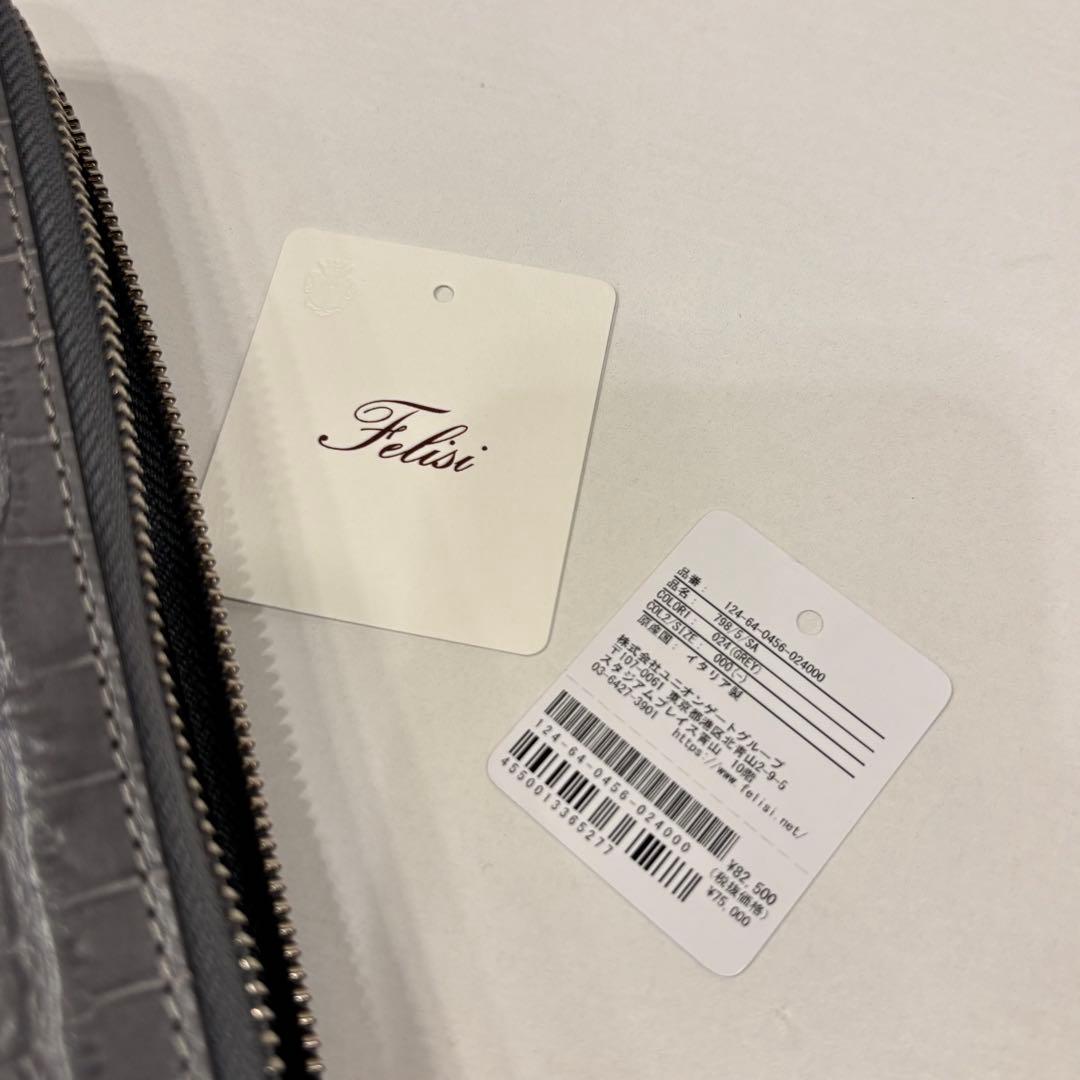 Felisi
品番: 124-64-0456-024000
品名: 798/5/SA
COLOR1: 024(GREY)
COL2/SIZE: 000(-)
原産国: イタリア製
株式会社ユニオンゲートグループ
〒107-0061 東京都港区北青山2-9-5
スタジアムプレイス青山 10階
03-6427-3901 https://www.felisi.net/
124-64-0456-024000
4550013365277
¥82,500
(税抜価格)
¥75,000